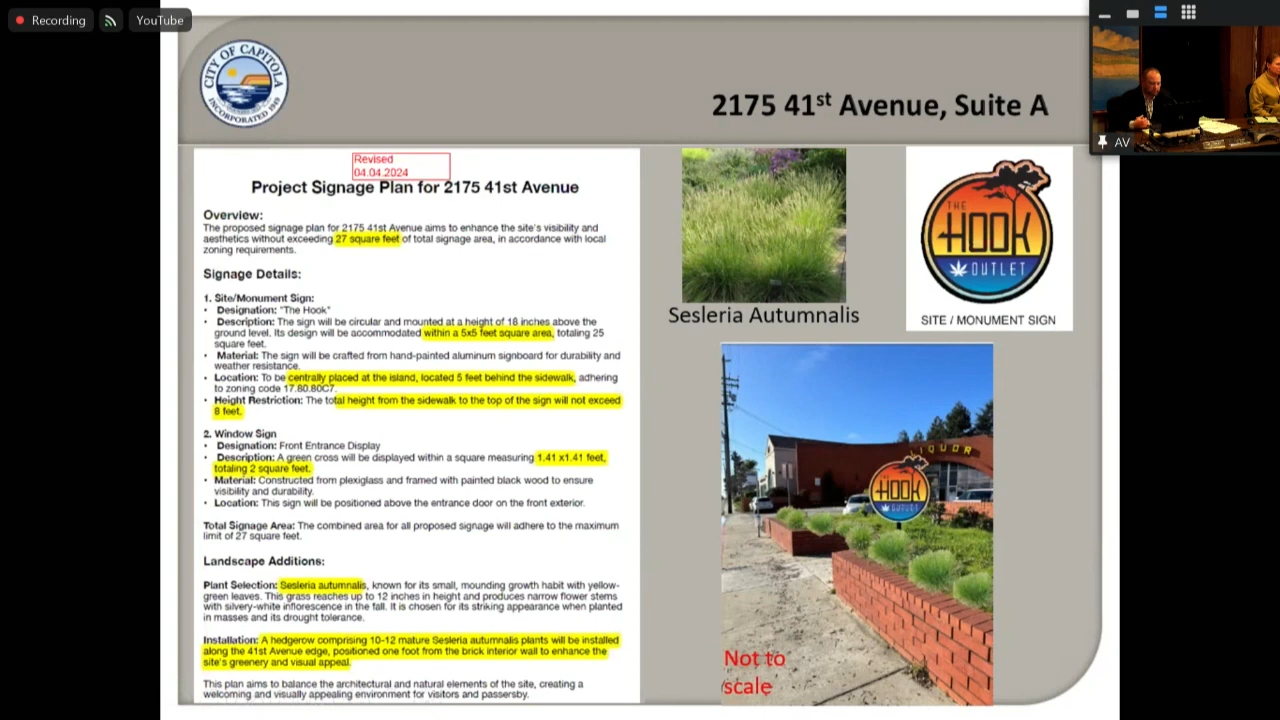 Recording
YouTube
AV
CITY OF CAPITOLA
INCORPORATED 1949
2175 41st Avenue, Suite A
Revised
04.04.2024
Project Signage Plan for 2175 41st Avenue
Overview:
The proposed signage plan for 2175 41st Avenue aims to enhance the site's visibility and
aesthetics without exceeding 27 square feet of total signage area, in accordance with local
zoning requirements.
Signage Details:
1. Site/Monument Sign:
• Designation: "The Hook"
• Description: The sign will be circular and mounted at a height of 18 inches above the
ground level. Its design will be accommodated within a 5x5 feet square area, totaling 25
square feet.
• Material: The sign will be crafted from hand-painted aluminum signboard for durability and
weather resistance.
• Location: To be centrally placed at the island, located 5 feet behind the sidewalk, adhering
to zoning code 17.80.80C7.
• Height Restriction: The total height from the sidewalk to the top of the sign will not exceed
8 feet.
2. Window Sign
• Designation: Front Entrance Display
• Description: A green cross will be displayed within a square measuring 1.41 x1.41 feet,
totaling 2 square feet.
• Material: Constructed from plexiglass and framed with painted black wood to ensure
visibility and durability.
• Location: This sign will be positioned above the entrance door on the front exterior.
Total Signage Area: The combined area for all proposed signage will adhere to the maximum
limit of 27 square feet.
Landscape Additions:
Plant Selection: Sesleria autumnalis, known for its small, mounding growth habit with yellow-
green leaves. This grass reaches up to 12 inches in height and produces narrow flower stems
with silvery-white inflorescence in the fall. It is chosen for its striking appearance when planted
in masses and its drought tolerance.
Installation: A hedgerow comprising 10-12 mature Sesleria autumnalis plants will be installed
along the 41st Avenue edge, positioned one foot from the brick interior wall to enhance the
site's greenery and visual appeal.
This plan aims to balance the architectural and natural elements of the site, creating a
welcoming and visually appealing environment for visitors and passersby.
Sesleria Autumnalis
THE
HOOK
OUTLET
SITE / MONUMENT SIGN
LIQUOR
HOOK
OUTLET
Not to
scale